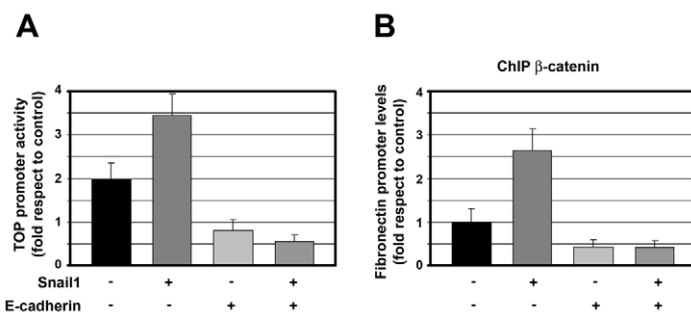 A
TOP promoter activity
(fold respect to control)
4
3
2
1
0
Snail1 - + - +
E-cadherin - - + +
B
ChIP β-catenin
Fibronectin promoter levels
(fold respect to control)
4
3
2
1
0
- + - +
- - + +